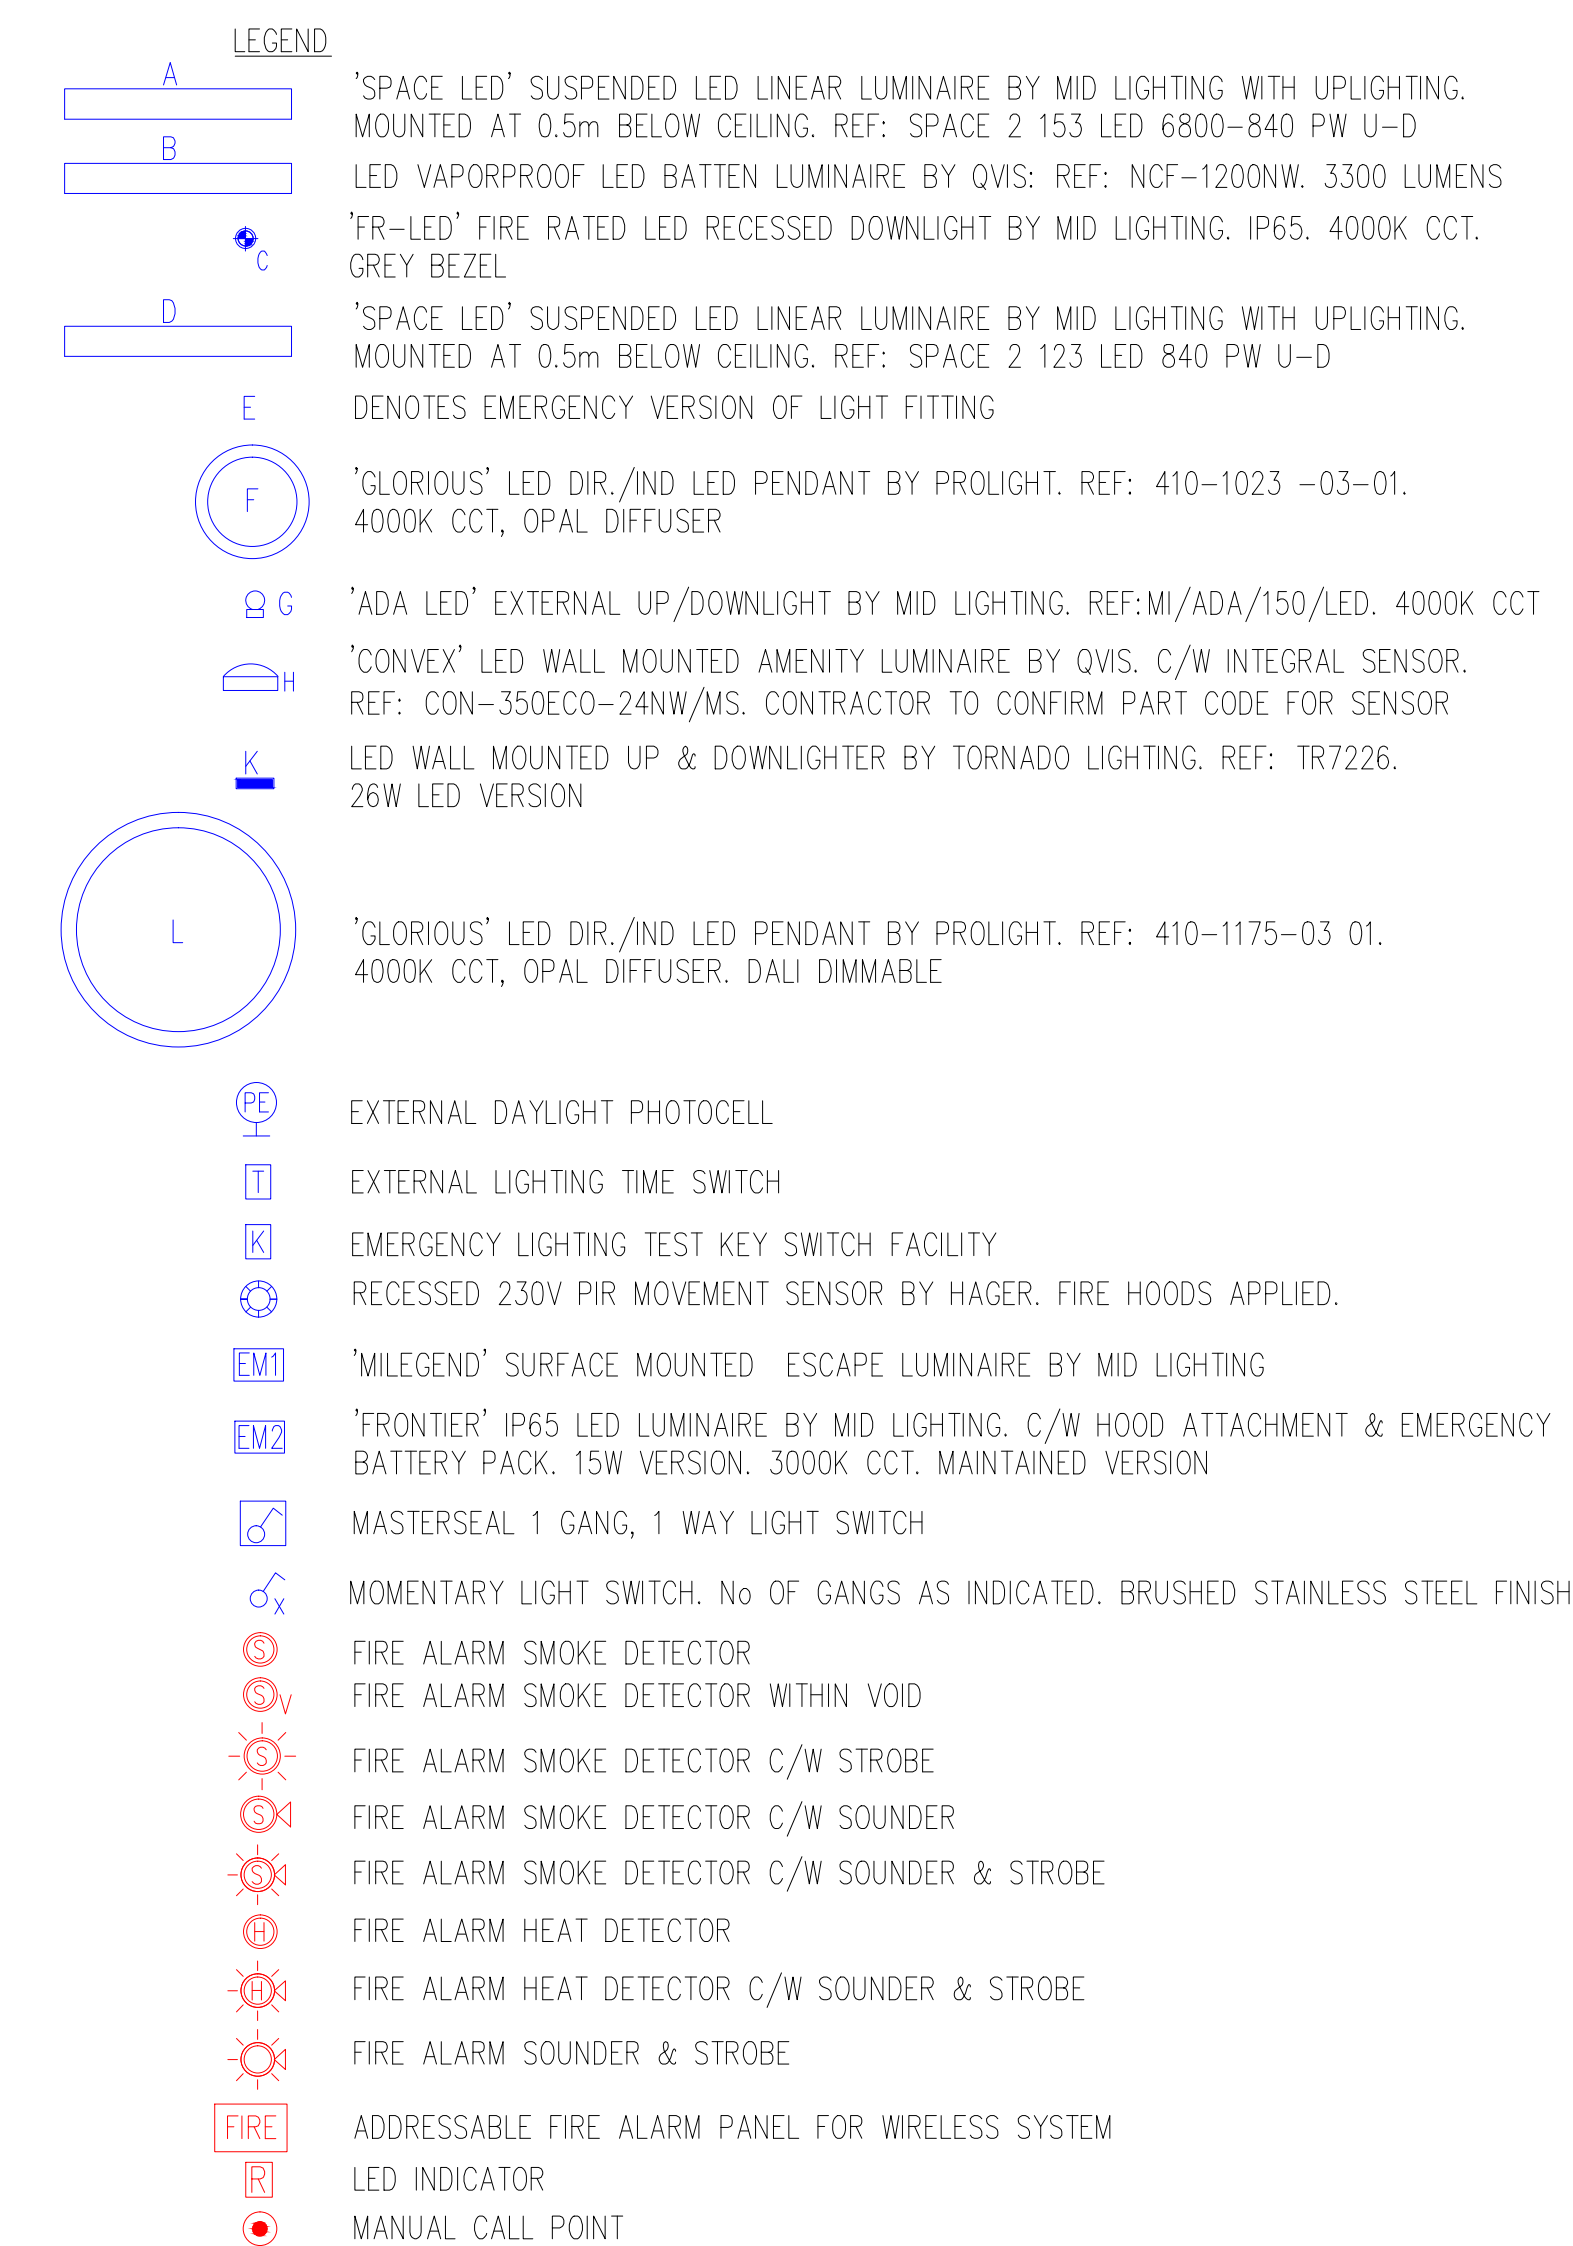 LEGEND
A
'SPACE LED' SUSPENDED LED LINEAR LUMINAIRE BY MID LIGHTING WITH UPLIGHTING.
MOUNTED AT 0.5m BELOW CEILING. REF: SPACE 2 153 LED 6800-840 PW U-D
B
LED VAPORPROOF LED BATTEN LUMINAIRE BY QVIS: REF: NCF-1200NW. 3300 LUMENS
'FR-LED' FIRE RATED LED RECESSED DOWNLIGHT BY MID LIGHTING. IP65. 4000K CCT.
C
GREY BEZEL
D
'SPACE LED' SUSPENDED LED LINEAR LUMINAIRE BY MID LIGHTING WITH UPLIGHTING.
MOUNTED AT 0.5m BELOW CEILING. REF: SPACE 2 123 LED 840 PW U-D
E DENOTES EMERGENCY VERSION OF LIGHT FITTING
F
'GLORIOUS' LED DIR./IND LED PENDANT BY PROLIGHT. REF: 410-1023 -03-01.
4000K CCT, OPAL DIFFUSER
G 'ADA LED' EXTERNAL UP/DOWNLIGHT BY MID LIGHTING. REF:MI/ADA/150/LED. 4000K CCT
H
'CONVEX' LED WALL MOUNTED AMENITY LUMINAIRE BY QVIS. C/W INTEGRAL SENSOR.
REF: CON-350ECO-24NW/MS. CONTRACTOR TO CONFIRM PART CODE FOR SENSOR
K
LED WALL MOUNTED UP & DOWNLIGHTER BY TORNADO LIGHTING. REF: TR7226.
26W LED VERSION
L
'GLORIOUS' LED DIR./IND LED PENDANT BY PROLIGHT. REF: 410-1175-03 01.
4000K CCT, OPAL DIFFUSER. DALI DIMMABLE
PE EXTERNAL DAYLIGHT PHOTOCELL
T EXTERNAL LIGHTING TIME SWITCH
K EMERGENCY LIGHTING TEST KEY SWITCH FACILITY
RECESSED 230V PIR MOVEMENT SENSOR BY HAGER. FIRE HOODS APPLIED.
EM1 'MILEGEND' SURFACE MOUNTED ESCAPE LUMINAIRE BY MID LIGHTING
EM2
'FRONTIER' IP65 LED LUMINAIRE BY MID LIGHTING. C/W HOOD ATTACHMENT & EMERGENCY
BATTERY PACK. 15W VERSION. 3000K CCT. MAINTAINED VERSION
MASTERSEAL 1 GANG, 1 WAY LIGHT SWITCH
X MOMENTARY LIGHT SWITCH. No OF GANGS AS INDICATED. BRUSHED STAINLESS STEEL FINISH
S FIRE ALARM SMOKE DETECTOR
S V FIRE ALARM SMOKE DETECTOR WITHIN VOID
S FIRE ALARM SMOKE DETECTOR C/W STROBE
S FIRE ALARM SMOKE DETECTOR C/W SOUNDER
S FIRE ALARM SMOKE DETECTOR C/W SOUNDER & STROBE
H FIRE ALARM HEAT DETECTOR
H FIRE ALARM HEAT DETECTOR C/W SOUNDER & STROBE
FIRE ALARM SOUNDER & STROBE
FIRE ADDRESSABLE FIRE ALARM PANEL FOR WIRELESS SYSTEM
R LED INDICATOR
MANUAL CALL POINT